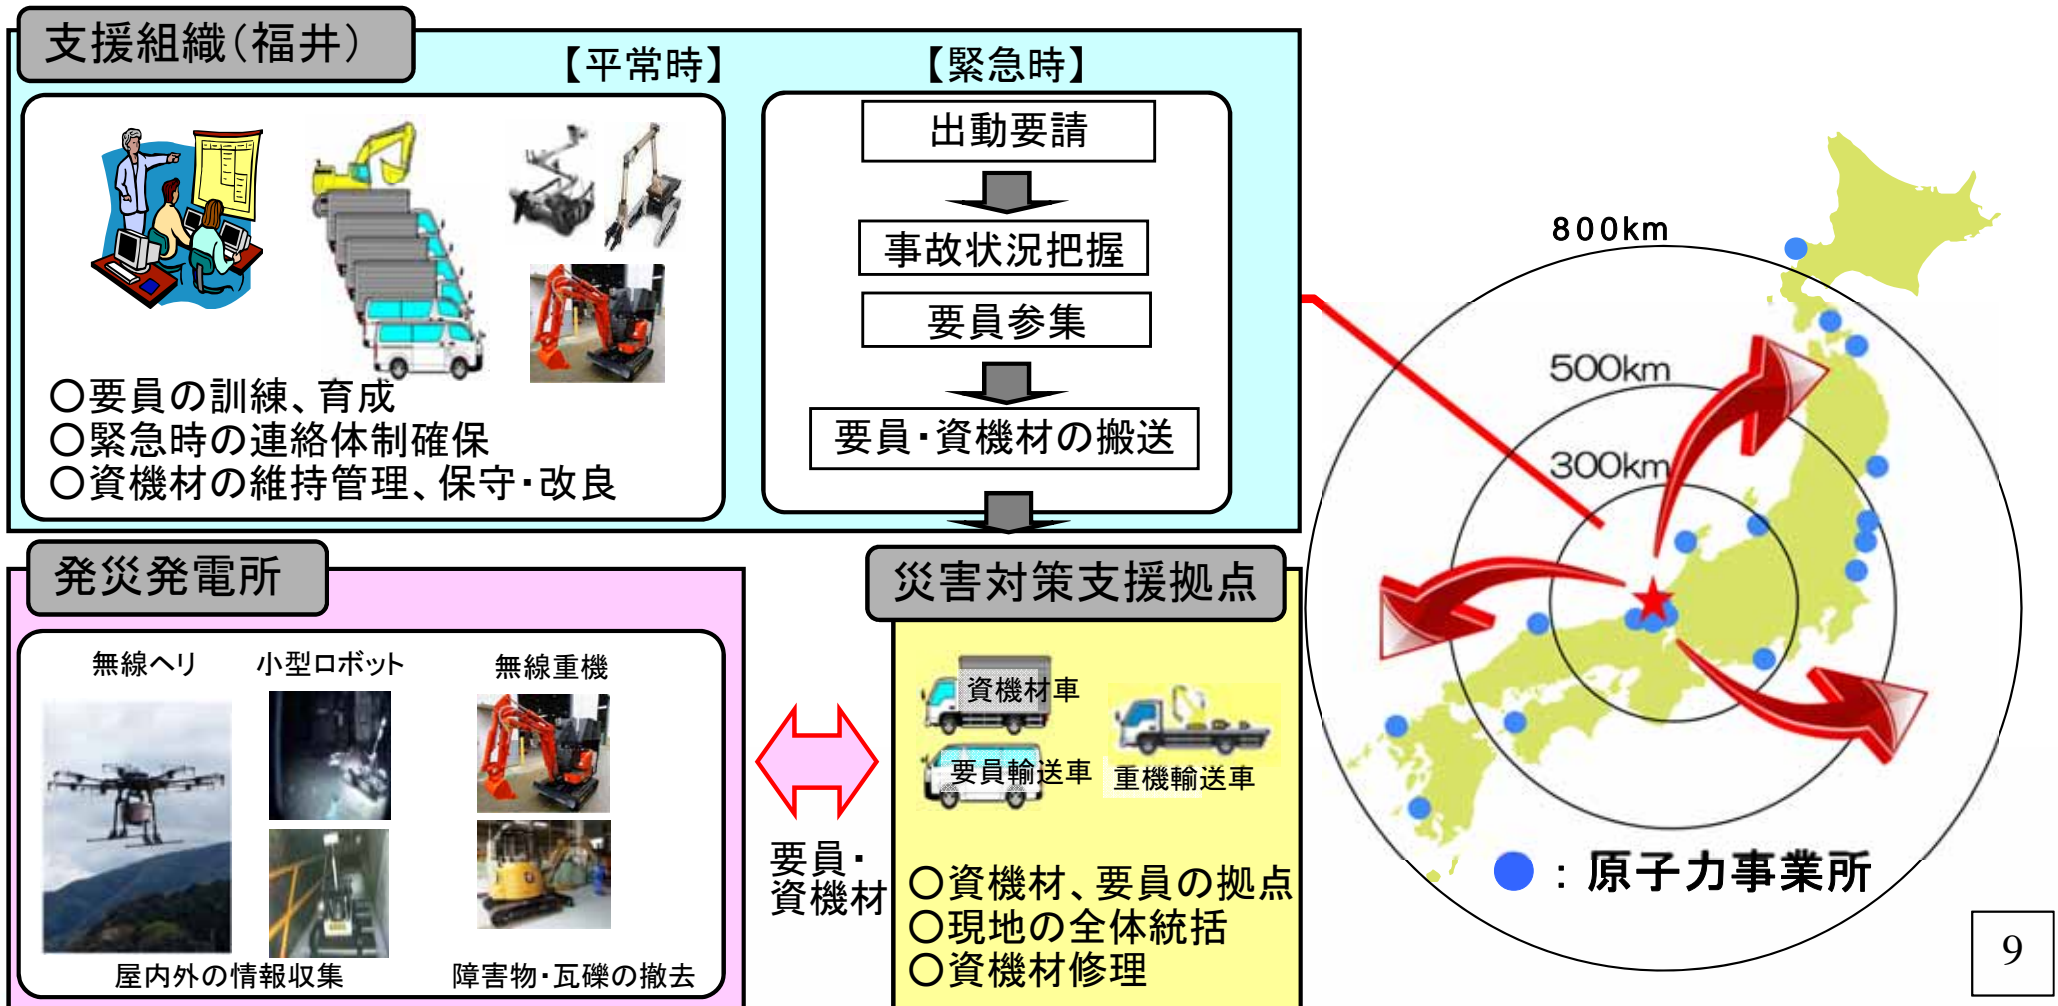 支援組織(福井)
【平常時】
【緊急時】
出動要請
事故状況把握
要員参集
要員・資機材の搬送
〇要員の訓練、育成
〇緊急時の連絡体制確保
〇資機材の維持管理、保守・改良
発災発電所
無線ヘリ
小型ロボット
無線重機
屋内外の情報収集
障害物・瓦礫の撤去
要員・
資機材
災害対策支援拠点
資機材車
要員輸送車
重機輸送車
〇資機材、要員の拠点
〇現地の全体統括
〇資機材修理
800km
500km
300km
：原子力事業所
9